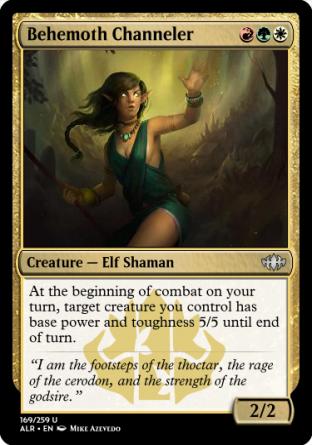 Behemoth Channeler
Creature — Elf Shaman
At the beginning of combat on your
turn, target creature you control has
base power and toughness 5/5 until end
of turn.
“I am the footsteps of the thoctar, the rage
of the cerodon, and the strength of the
godsire.”
169/259 U
ALR • EN Mike Azevedo
2/2